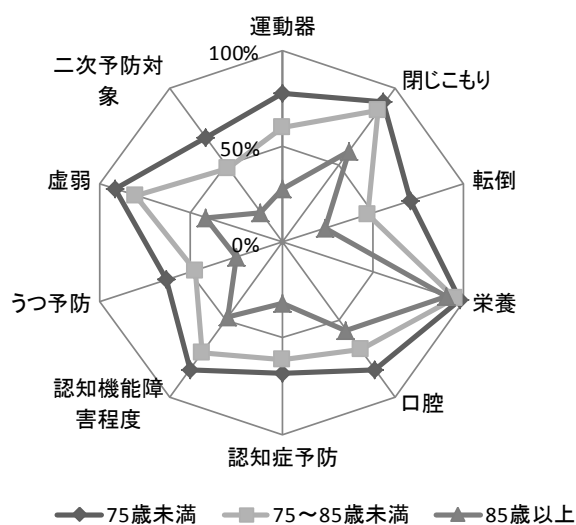 運動器
100%
二次予防対
象
閉じこもり
50%
虚弱
転倒
0%
うつ予防
栄養
認知機能障
害程度
口腔
認知症予防
75歳未満
75～85歳未満
85歳以上